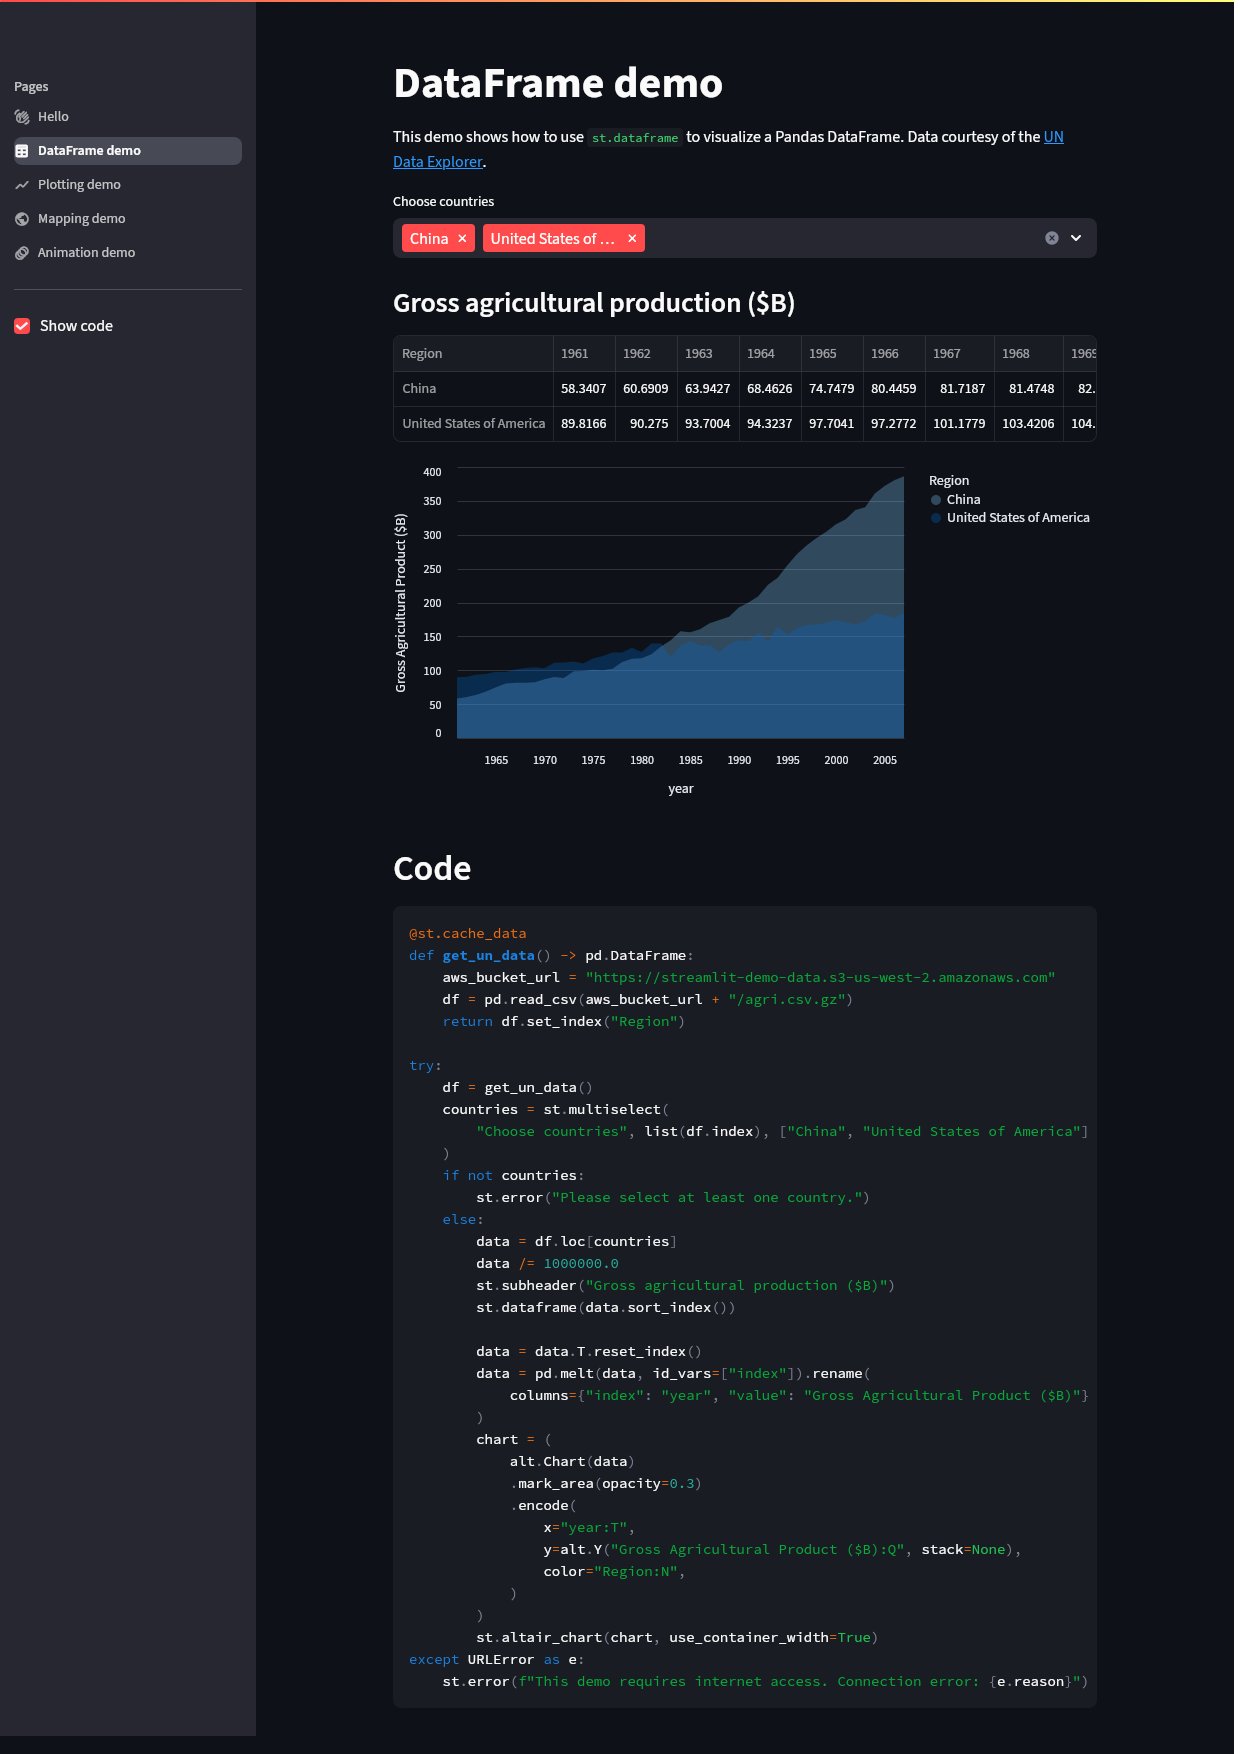 Pages
Hello
DataFrame demo
Plotting demo
Mapping demo
Animation demo
Show code
DataFrame demo
This demo shows how to use st.dataframe to visualize a Pandas DataFrame. Data courtesy of the UN
Data Explorer.
Choose countries
China × United States of … ×
Gross agricultural production ($B)
Region 1961 1962 1963 1964 1965 1966 1967 1968 1969
China 58.3407 60.6909 63.9427 68.4626 74.7479 80.4459 81.7187 81.4748 82.
United States of America 89.8166 90.275 93.7004 94.3237 97.7041 97.2772 101.1779 103.4206 104.
Gross Agricultural Product ($B)
400
350
300
250
200
150
100
50
0
1965 1970 1975 1980 1985 1990 1995 2000 2005
year
Region
China
United States of America
Code
@st.cache_data
def get_un_data() -> pd.DataFrame:
    aws_bucket_url = "https://streamlit-demo-data.s3-us-west-2.amazonaws.com"
    df = pd.read_csv(aws_bucket_url + "/agri.csv.gz")
    return df.set_index("Region")
try:
    df = get_un_data()
    countries = st.multiselect(
        "Choose countries", list(df.index), ["China", "United States of America"]
    )
    if not countries:
        st.error("Please select at least one country.")
    else:
        data = df.loc[countries]
        data /= 1000000.0
        st.subheader("Gross agricultural production ($B)")
        st.dataframe(data.sort_index())
        data = data.T.reset_index()
        data = pd.melt(data, id_vars=["index"]).rename(
            columns={"index": "year", "value": "Gross Agricultural Product ($B)"}
        )
        chart = (
            alt.Chart(data)
            .mark_area(opacity=0.3)
            .encode(
                x="year:T",
                y=alt.Y("Gross Agricultural Product ($B):Q", stack=None),
                color="Region:N",
            )
        )
        st.altair_chart(chart, use_container_width=True)
except URLError as e:
    st.error(f"This demo requires internet access. Connection error: {e.reason}")